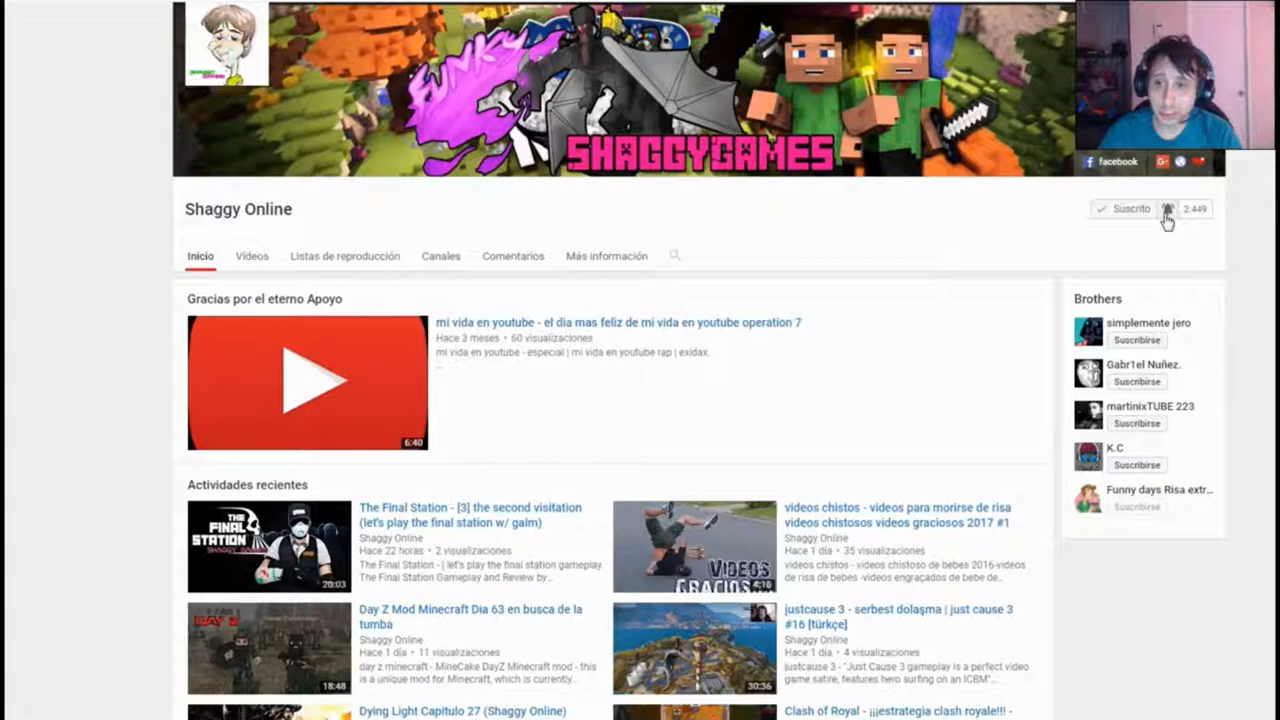 SHAGGYGAMES
facebook
Shaggy Online
Suscrito
2.449
Inicio
Vídeos
Listas de reproducción
Canales
Comentarios
Más información
Gracias por el eterno Apoyo
mi vida en youtube - el dia mas feliz de mi vida en youtube operation 7
Hace 3 meses • 60 visualizaciones
mi vida en youtube - especial | mi vida en youtube rap | exidax.
...
6:40
Brothers
simplemente jero
Suscribirse
Gabr1el Nuñez.
Suscribirse
martinixTUBE 223
Suscribirse
K.C
Suscribirse
Funny days Risa extr...
Suscribirse
Actividades recientes
THE
FINAL
STATION
SHAGGY GAMES
20:03
The Final Station - [3] the second visitation
(let's play the final station w/ galm)
Shaggy Online
Hace 22 horas • 2 visualizaciones
The Final Station - | let's play the final station gameplay
The Final Station Gameplay and Review by...
VIDEOS
4:16
videos chistos - videos para morirse de risa
videos chistosos videos graciosos 2017 #1
Shaggy Online
Hace 1 día • 35 visualizaciones
videos chistos - videos chistoso de bebes 2016-videos
de risa de bebes -videos engraçados de bebe de...
18:48
Day Z Mod Minecraft Dia 63 en busca de la
tumba
Shaggy Online
Hace 1 día • 11 visualizaciones
day z minecraft - MineCake DayZ Minecraft mod - this
is a unique mod for Minecraft, which is currently...
30:36
justcause 3 - serbest dolaşma | just cause 3
#16 [türkçe]
Shaggy Online
Hace 1 día • 4 visualizaciones
justcause 3 - "Just Cause 3 gameplay is a perfect video
game satire, features hero surfing on an ICBM"...
Dying Light Capitulo 27 (Shaggy Online)
Clash of Royal - ¡¡¡estrategia clash royale!!! -